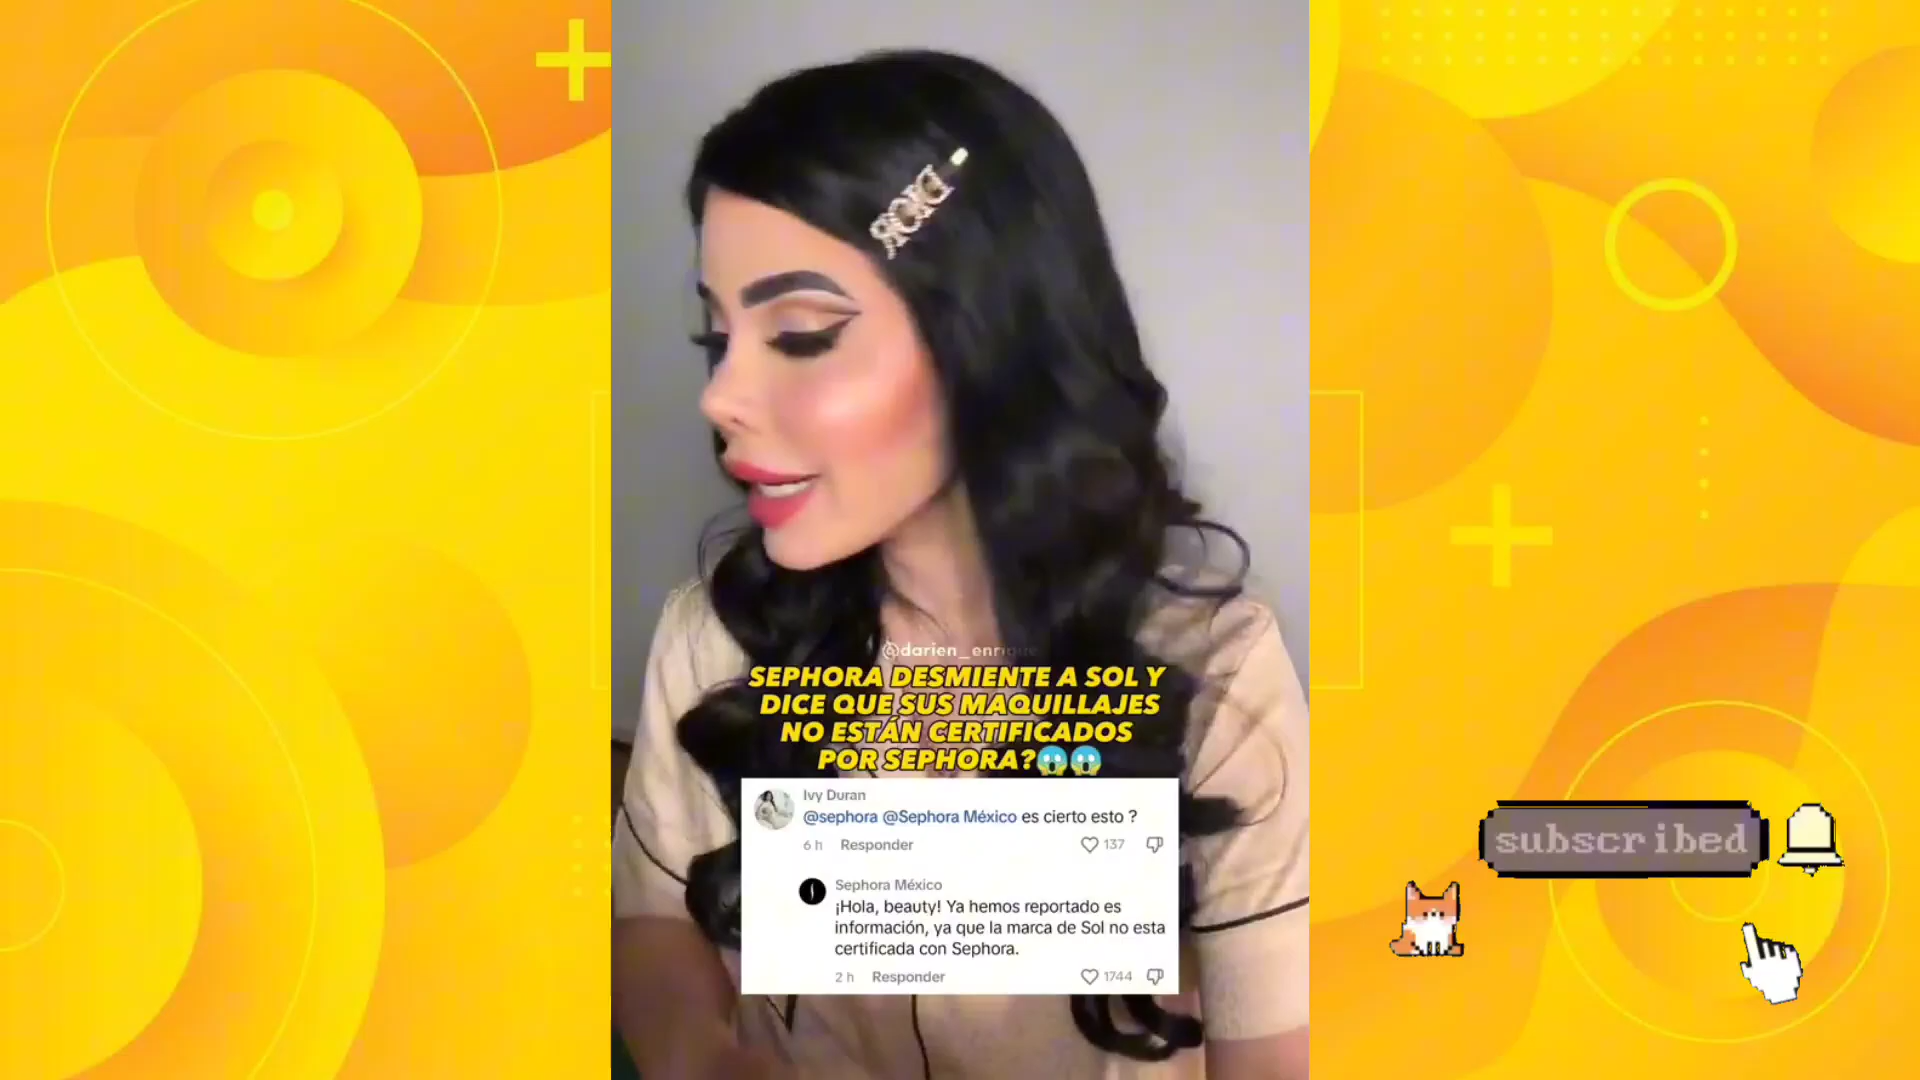 DIOR
@darien_enrique
SEPHORA DESMIENTE A SOL Y
DICE QUE SUS MAQUILLAJES
NO ESTÁN CERTIFICADOS
POR SEPHORA?😱😱
Ivy Duran
@sephora @Sephora México es cierto esto ?
6 h Responder 137
Sephora México
¡Hola, beauty! Ya hemos reportado es
información, ya que la marca de Sol no esta
certificada con Sephora.
2 h Responder 1744
subscribed